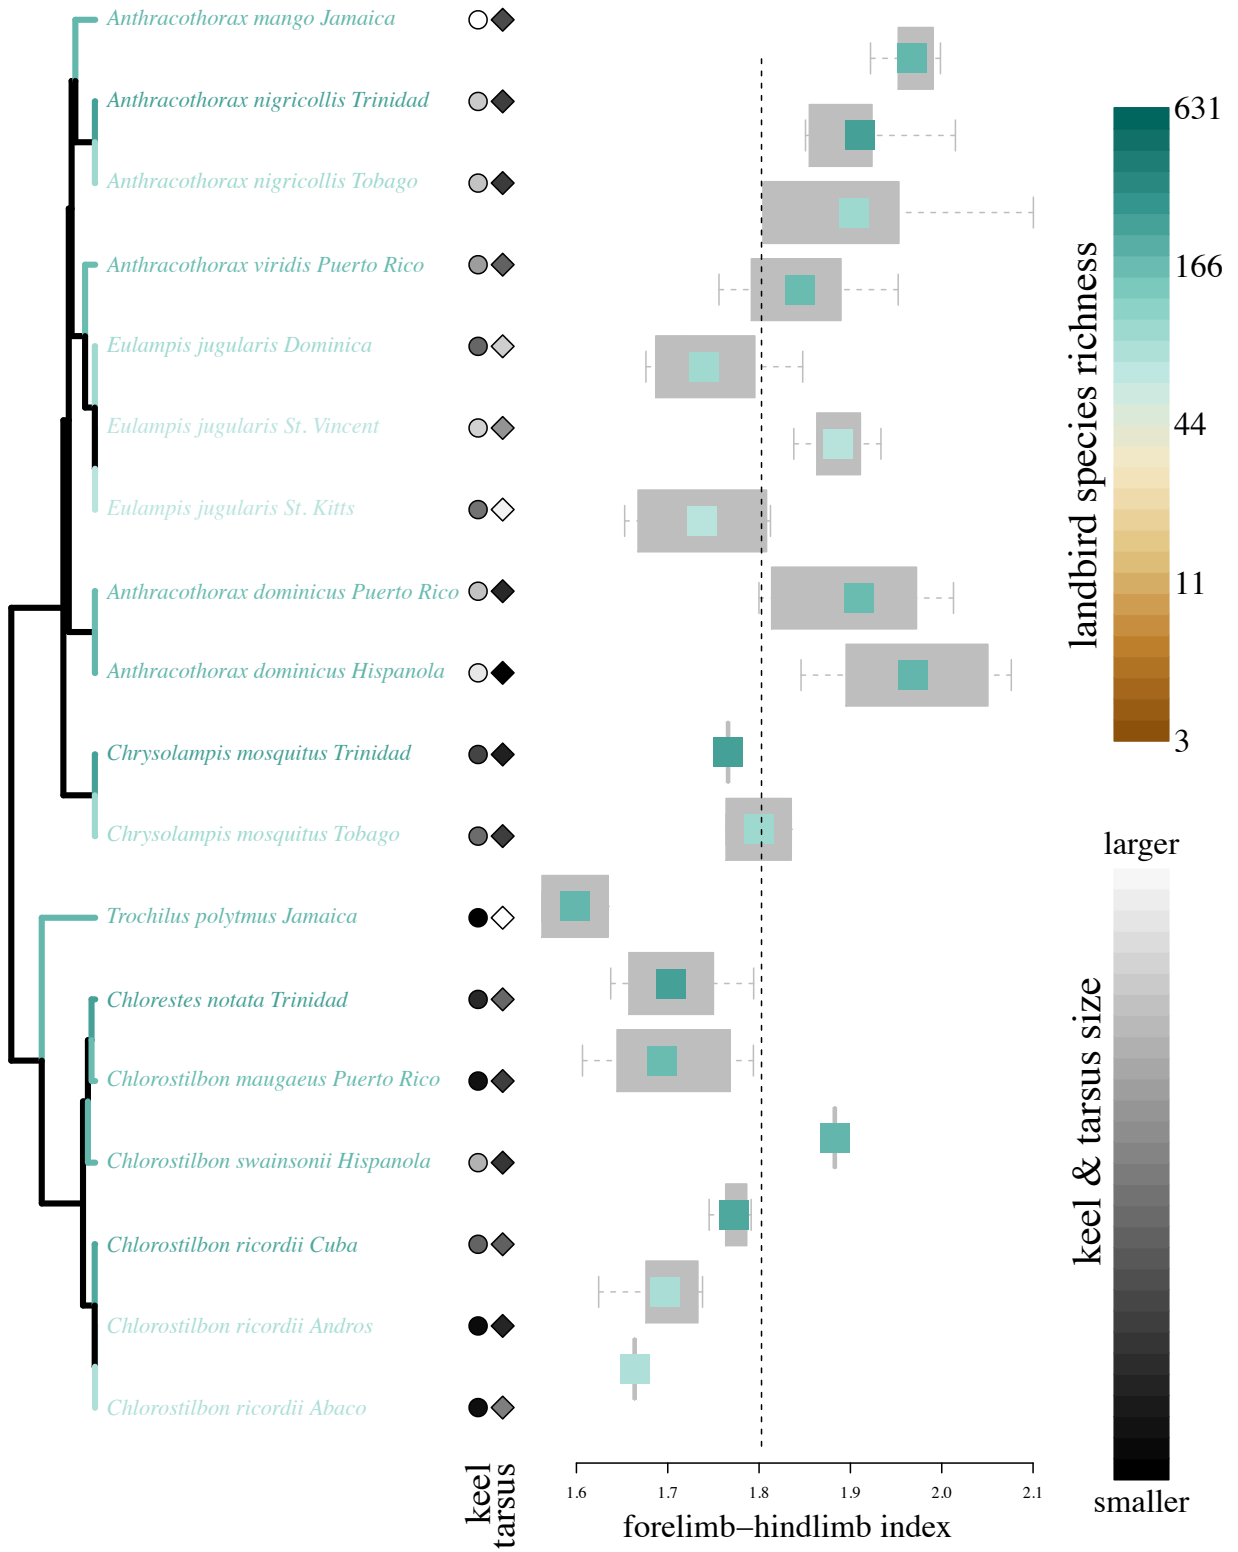 Anthracothorax mango Jamaica
Anthracothorax nigricollis Trinidad
Anthracothorax nigricollis Tobago
Anthracothorax viridis Puerto Rico
Eulampis jugularis Dominica
Eulampis jugularis St. Vincent
Eulampis jugularis St. Kitts
Anthracothorax dominicus Puerto Rico
Anthracothorax dominicus Hispanola
Chrysolampis mosquitus Trinidad
Chrysolampis mosquitus Tobago
Trochilus polytmus Jamaica
Chlorestes notata Trinidad
Chlorostilbon maugaeus Puerto Rico
Chlorostilbon swainsonii Hispanola
Chlorostilbon ricordii Cuba
Chlorostilbon ricordii Andros
Chlorostilbon ricordii Abaco
keel
tarsus
1.6 1.7 1.8 1.9 2.0 2.1
forelimb–hindlimb index
landbird species richness
631
166
44
11
3
larger
keel & tarsus size
smaller